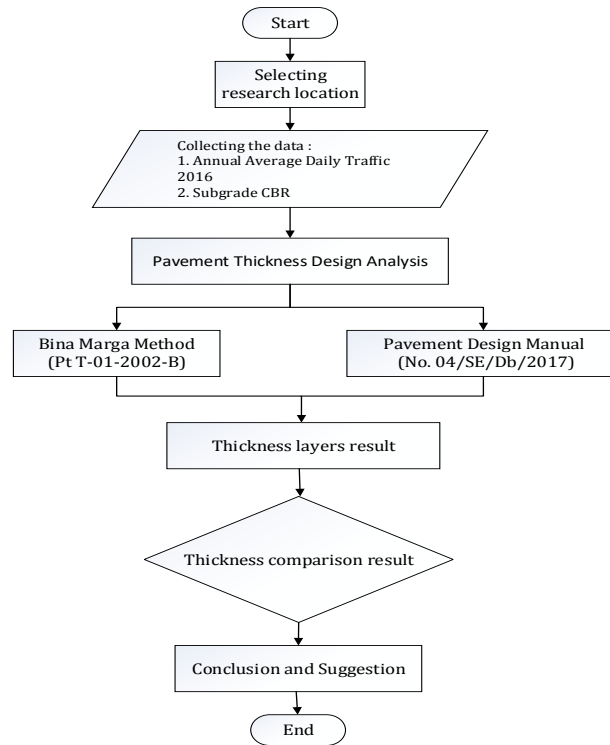 Start
Selecting
research location
Collecting the data :
1. Annual Average Daily Traffic
2016
2. Subgrade CBR
Pavement Thickness Design Analysis
Bina Marga Method
(Pt T-01-2002-B)
Pavement Design Manual
(No. 04/SE/Db/2017)
Thickness layers result
Thickness comparison result
Conclusion and Suggestion
End